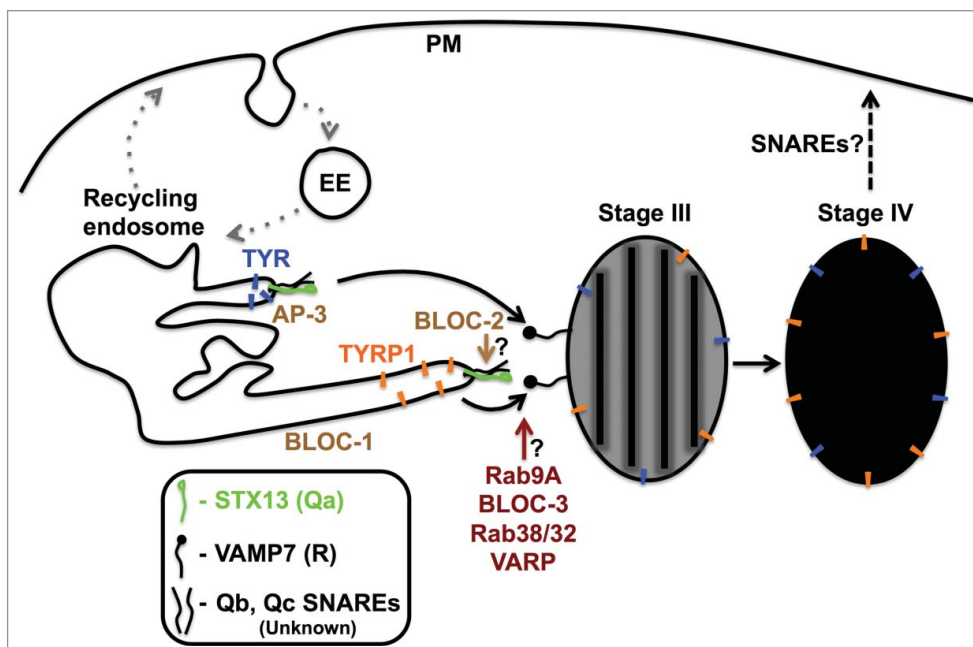 PM
SNAREs?
EE
Recycling
endosome
Stage III
Stage IV
TYR
AP-3
BLOC-2
?
TYRP1
BLOC-1
?
Rab9A
BLOC-3
Rab38/32
VARP
- STX13 (Qa)
- VAMP7 (R)
- Qb, Qc SNAREs
(Unknown)